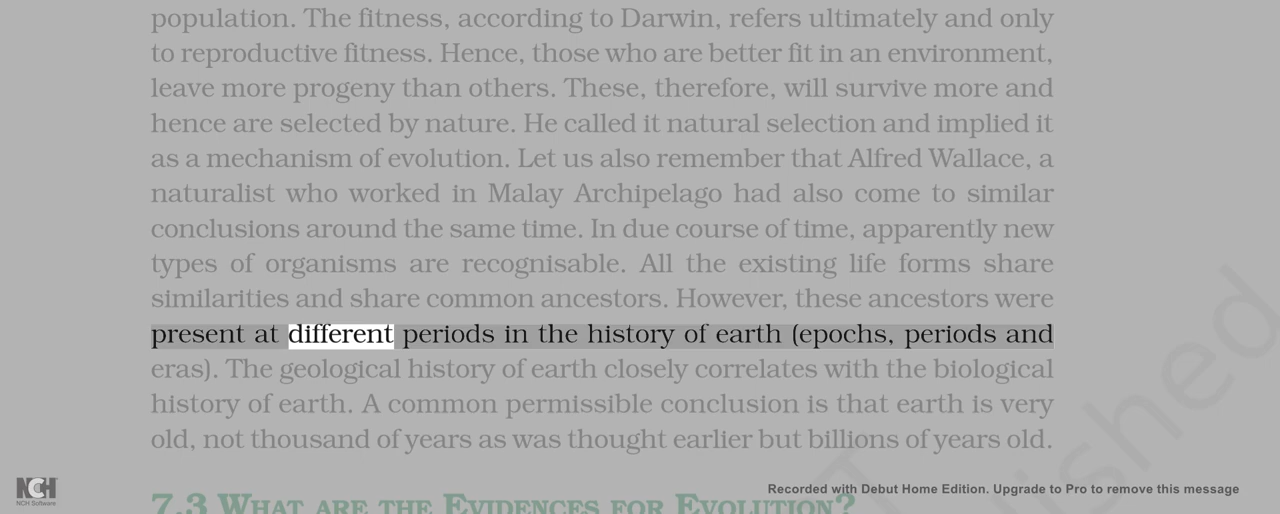 population. The fitness, according to Darwin, refers ultimately and only
to reproductive fitness. Hence, those who are better fit in an environment,
leave more progeny than others. These, therefore, will survive more and
hence are selected by nature. He called it natural selection and implied it
as a mechanism of evolution. Let us also remember that Alfred Wallace, a
naturalist who worked in Malay Archipelago had also come to similar
conclusions around the same time. In due course of time, apparently new
types of organisms are recognisable. All the existing life forms share
similarities and share common ancestors. However, these ancestors were
present at different periods in the history of earth (epochs, periods and
eras). The geological history of earth closely correlates with the biological
history of earth. A common permissible conclusion is that earth is very
old, not thousand of years as was thought earlier but billions of years old.
7.3 WHAT ARE THE EVIDENCES FOR EVOLUTION?
NCH
NCH Software
Recorded with Debut Home Edition. Upgrade to Pro to remove this message